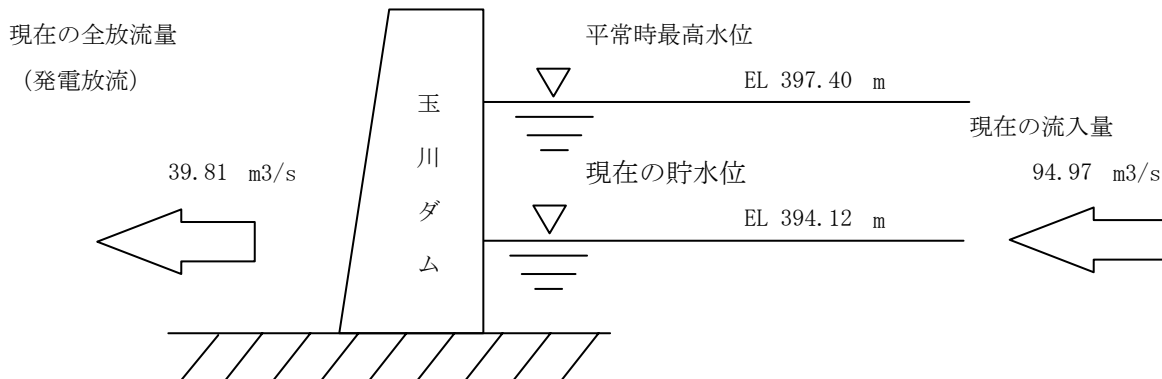 現在の全放流量
（発電放流）
39.81 m3/s
玉川ダム
平常時最高水位
EL 397.40 m
現在の貯水位
EL 394.12 m
現在の流入量
94.97 m3/s